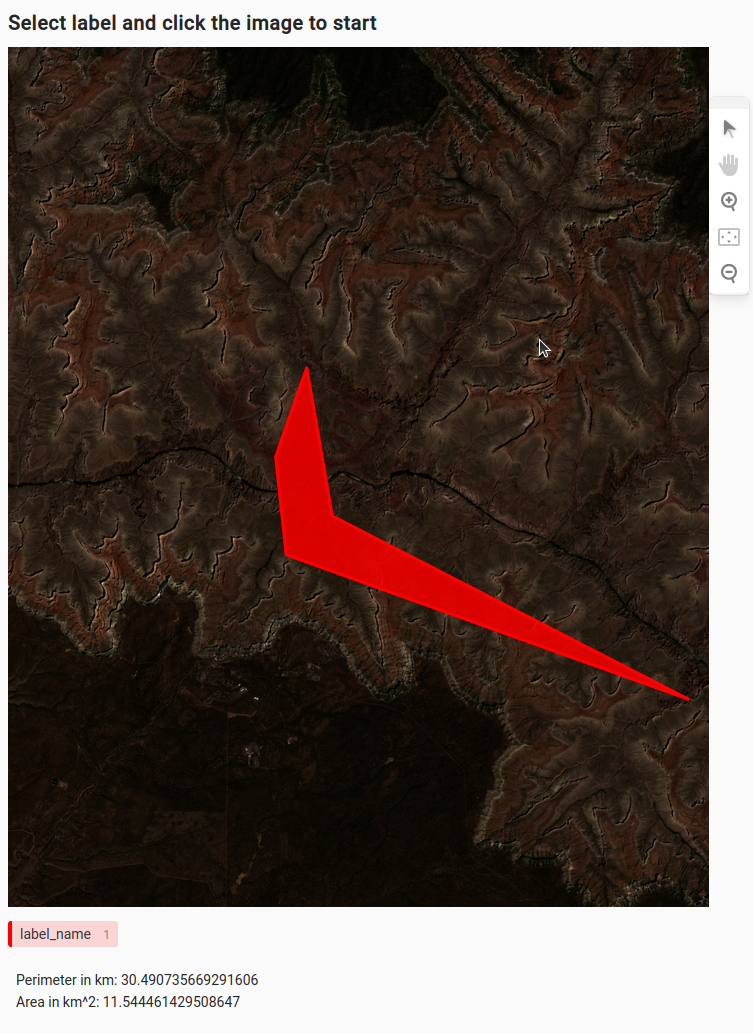 Select label and click the image to start
label_name 1
Perimeter in km: 30.490735669291606
Area in km^2: 11.544461429508647